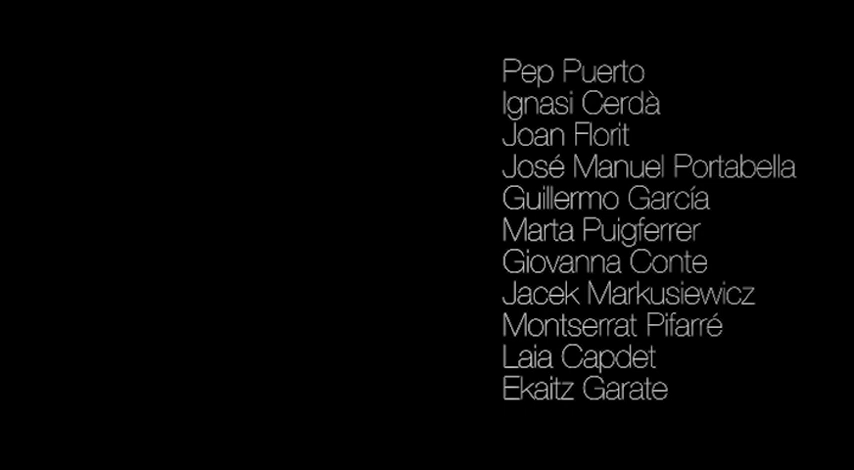 Pep Puerto
Ignasi Cerdà
Joan Florit
José Manuel Portabella
Guillermo García
Marta Puigferrer
Giovanna Conte
Jacek Markusiewicz
Montserrat Pifarré
Laia Capdet
Ekaitz Garate